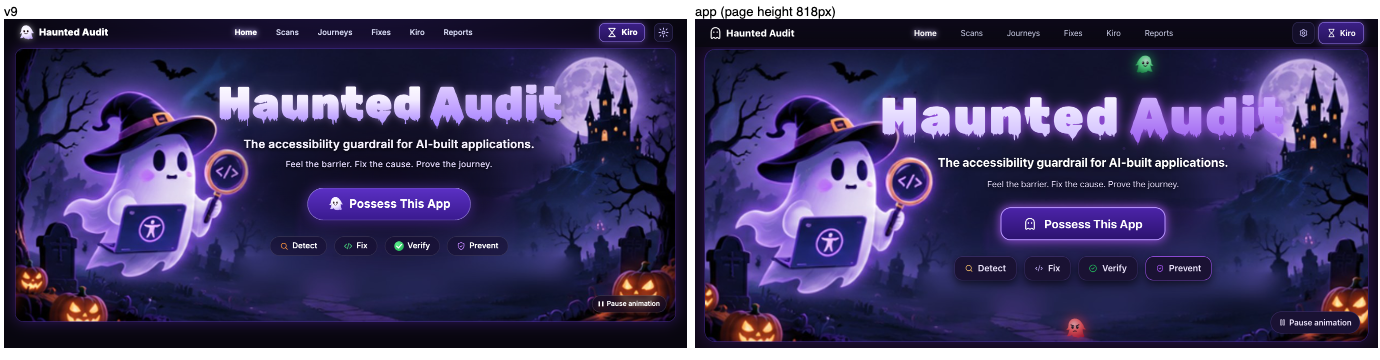 v9
Haunted Audit
Home Scans Journeys Fixes Kiro Reports
Kiro
Haunted Audit
The accessibility guardrail for AI-built applications.
Feel the barrier. Fix the cause. Prove the journey.
</>
Possess This App
Detect </> Fix Verify Prevent
Pause animation
app (page height 818px)
Haunted Audit
Home Scans Journeys Fixes Kiro Reports
Kiro
Haunted Audit
The accessibility guardrail for AI-built applications.
Feel the barrier. Fix the cause. Prove the journey.
</>
Possess This App
Detect </> Fix Verify Prevent
Pause animation